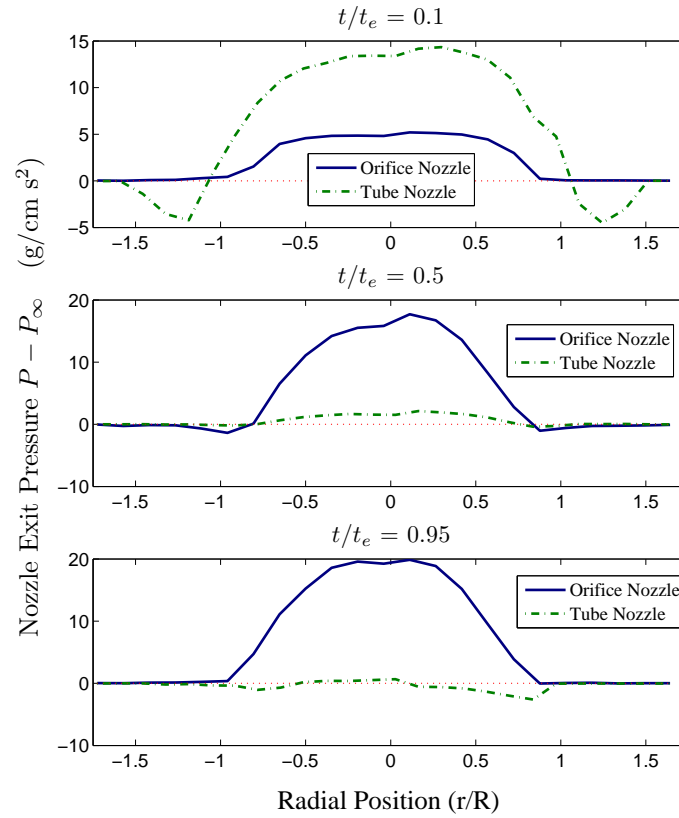 t/t_e = 0.1
15
10
5
0
−5
−1.5 −1 −0.5 0 0.5 1 1.5
Orifice Nozzle
Tube Nozzle
t/t_e = 0.5
20
10
0
−10
−1.5 −1 −0.5 0 0.5 1 1.5
Orifice Nozzle
Tube Nozzle
t/t_e = 0.95
20
10
0
−10
−1.5 −1 −0.5 0 0.5 1 1.5
Orifice Nozzle
Tube Nozzle
Nozzle Exit Pressure P − P_∞ (g/cm s²)
Radial Position (r/R)